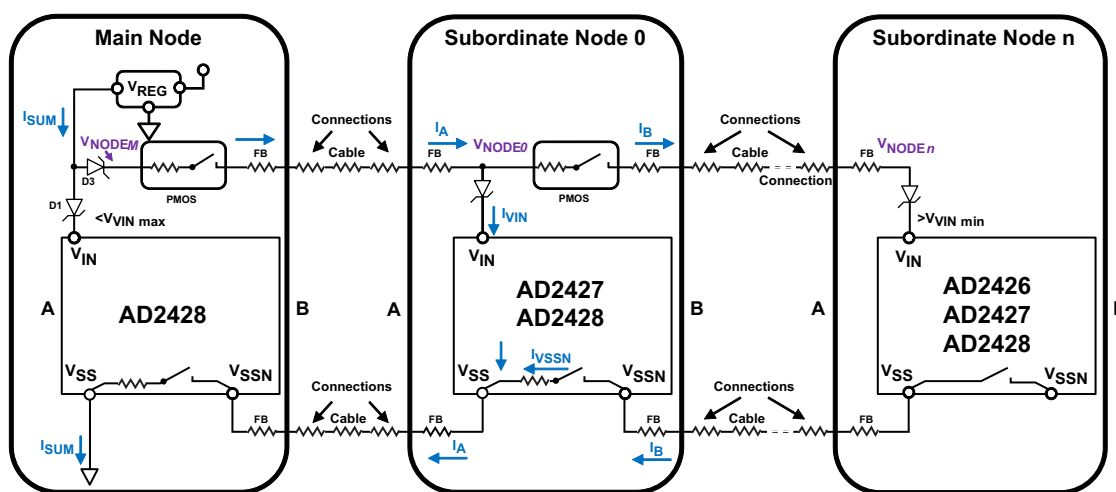 Main Node
Subordinate Node 0
Subordinate Node n
VREG
ISUM
VNODEM
D3
PMOS
FB
Connections
Cable
IA
FB
VNODE0
IB
FB
PMOS
Connections
Cable
Connection
FB
VNODEn
D1
<VVIN max
IVIN
>VVIN min
VIN
VIN
VIN
A
AD2428
B
A
AD2427
AD2428
B
A
AD2426
AD2427
AD2428
VSS
VSSN
VSS
IVSSN
VSSN
VSS
VSSN
ISUM
FB
Connections
Cable
FB
IA
FB
IB
Connections
Cable
FB